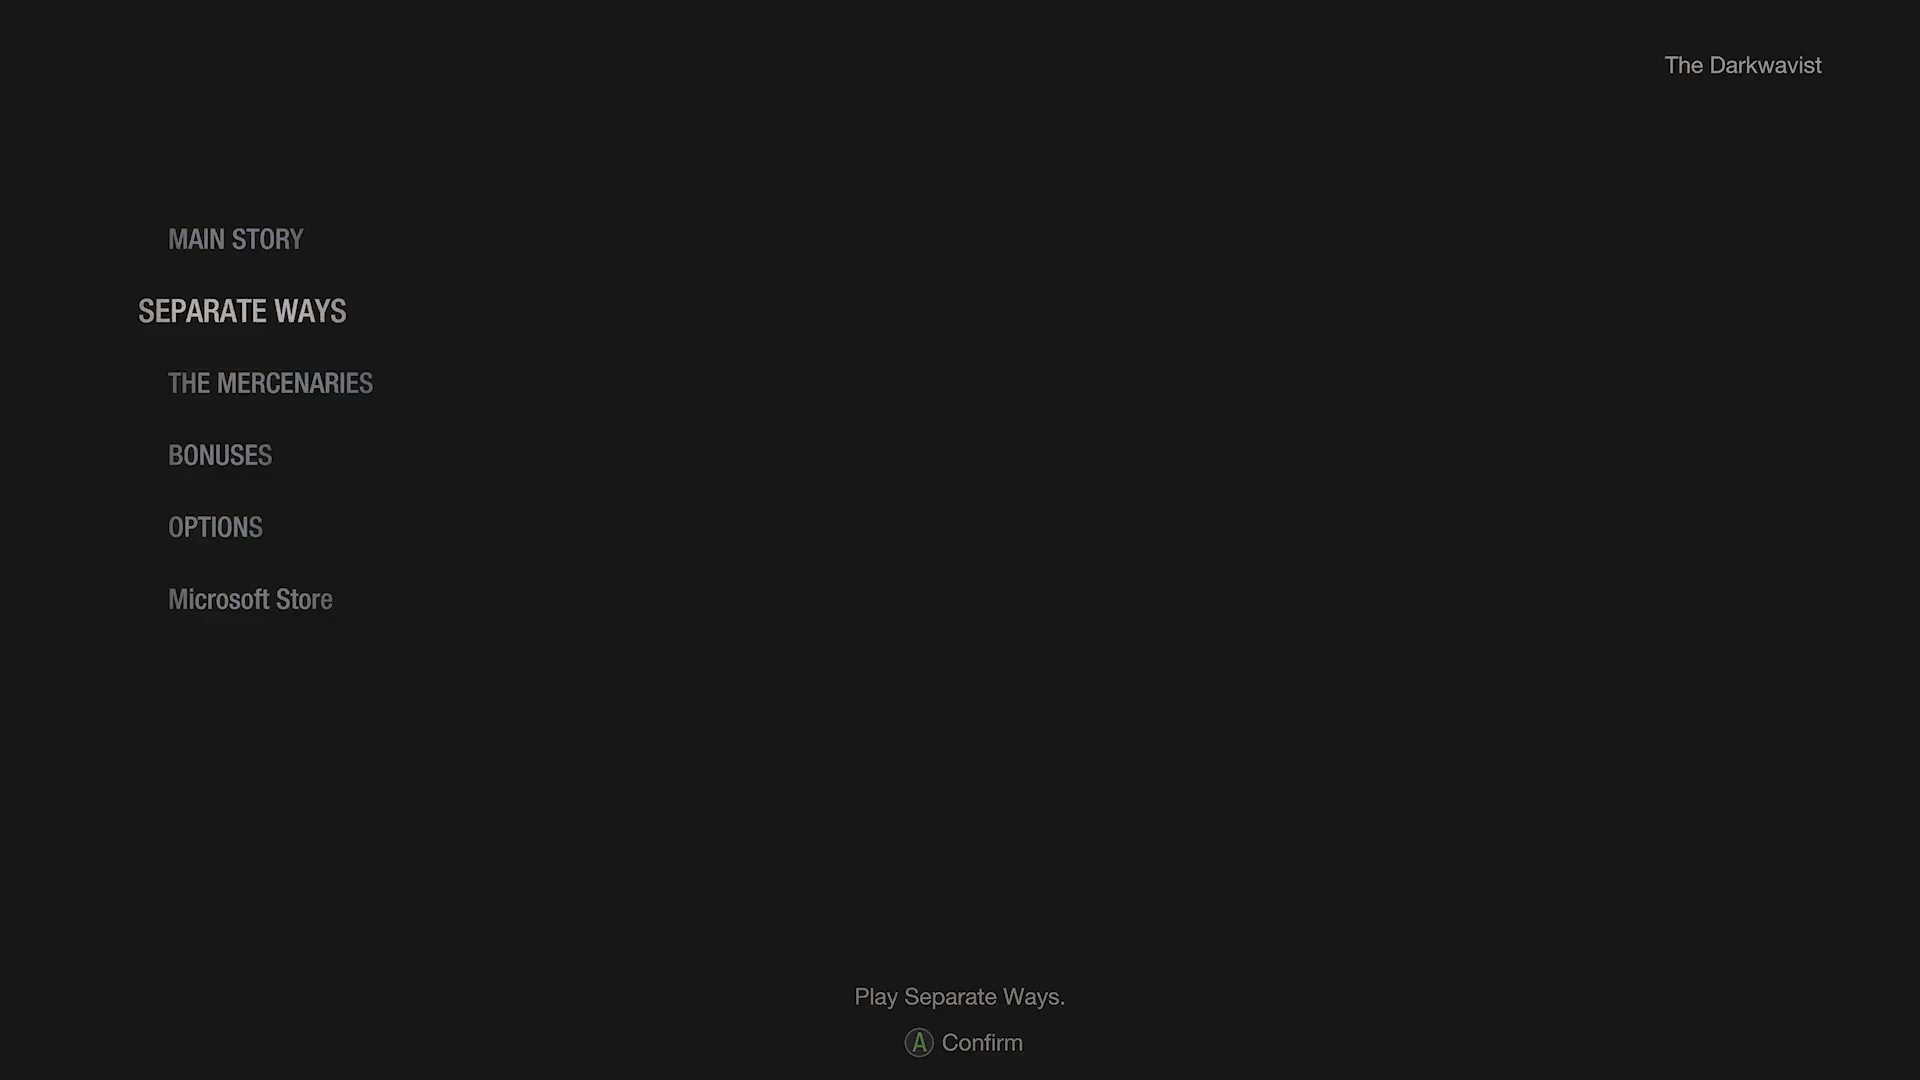 The Darkwavist
MAIN STORY
SEPARATE WAYS
THE MERCENARIES
BONUSES
OPTIONS
Microsoft Store
Play Separate Ways.
A Confirm